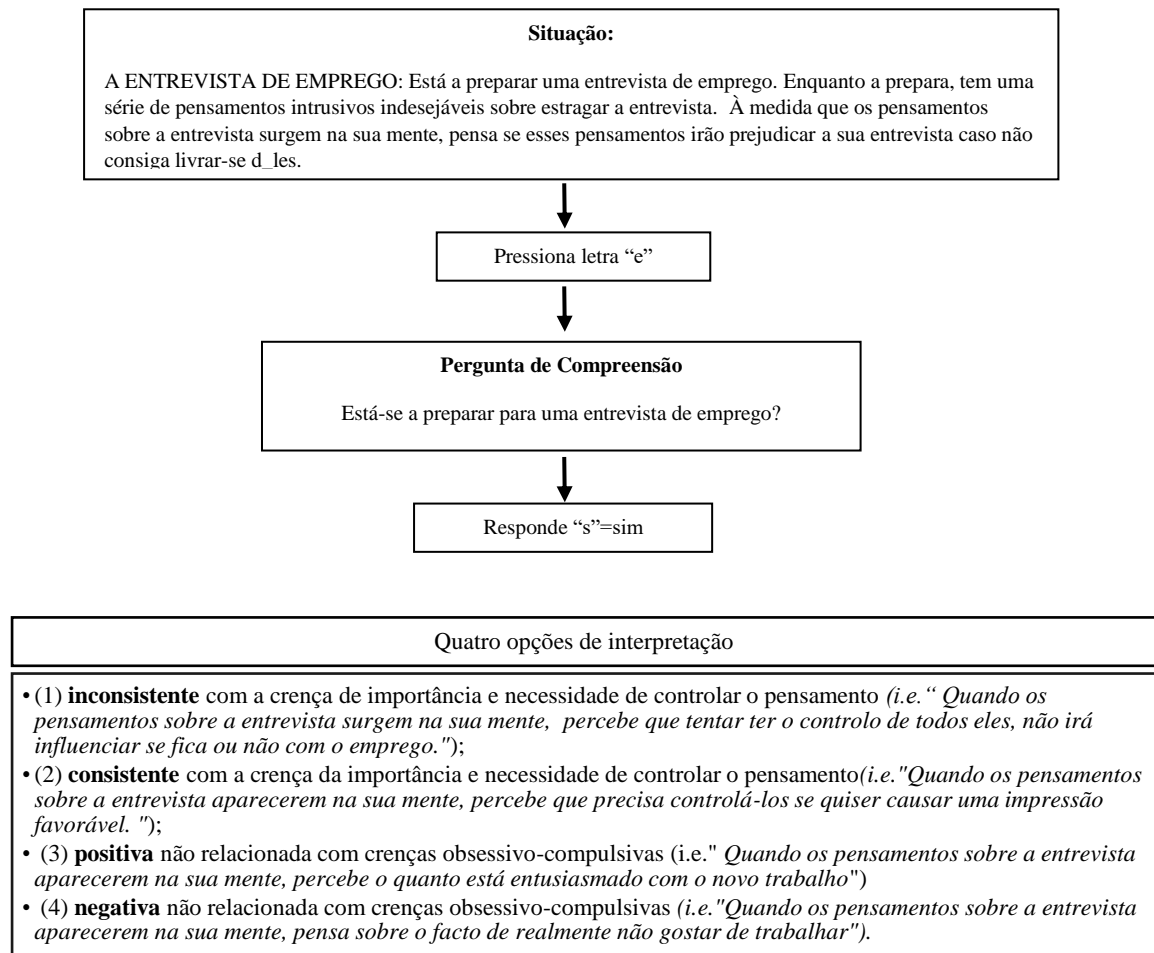 Situação:
A ENTREVISTA DE EMPREGO: Está a preparar uma entrevista de emprego. Enquanto a prepara, tem uma
série de pensamentos intrusivos indesejáveis sobre estragar a entrevista.  À medida que os pensamentos
sobre a entrevista surgem na sua mente, pensa se esses pensamentos irão prejudicar a sua entrevista caso não
consiga livrar-se d_les.
Pressiona letra “e”
Pergunta de Compreensão
Está-se a preparar para uma entrevista de emprego?
Responde “s”=sim
Quatro opções de interpretação
• (1) inconsistente com a crença de importância e necessidade de controlar o pensamento (i.e.“ Quando os
pensamentos sobre a entrevista surgem na sua mente,  percebe que tentar ter o controlo de todos eles, não irá
influenciar se fica ou não com o emprego.");
• (2) consistente com a crença da importância e necessidade de controlar o pensamento(i.e."Quando os pensamentos
sobre a entrevista aparecerem na sua mente, percebe que precisa controlá-los se quiser causar uma impressão
favorável. ");
• (3) positiva não relacionada com crenças obsessivo-compulsivas (i.e." Quando os pensamentos sobre a entrevista
aparecerem na sua mente, percebe o quanto está entusiasmado com o novo trabalho")
• (4) negativa não relacionada com crenças obsessivo-compulsivas (i.e."Quando os pensamentos sobre a entrevista
aparecerem na sua mente, pensa sobre o facto de realmente não gostar de trabalhar").